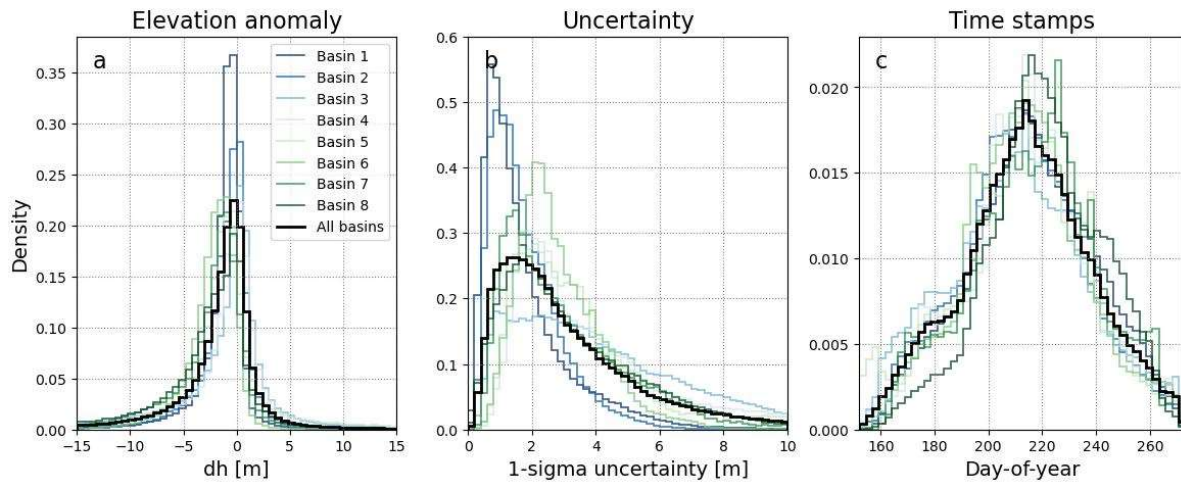 Elevation anomaly
Uncertainty
Time stamps
a
b
c
Basin 1
Basin 2
Basin 3
Basin 4
Basin 5
Basin 6
Basin 7
Basin 8
All basins
Density
0.35
0.30
0.25
0.20
0.15
0.10
0.05
0.00
0.6
0.5
0.4
0.3
0.2
0.1
0.0
0.020
0.015
0.010
0.005
0.000
−15 −10 −5 0 5 10 15
0 2 4 6 8 10
160 180 200 220 240 260
dh [m]
1-sigma uncertainty [m]
Day-of-year